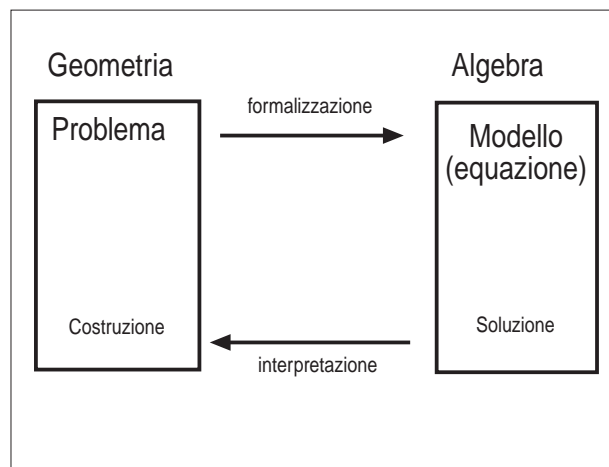 Geometria
Algebra
formalizzazione
Problema
Modello
(equazione)
Costruzione
Soluzione
interpretazione